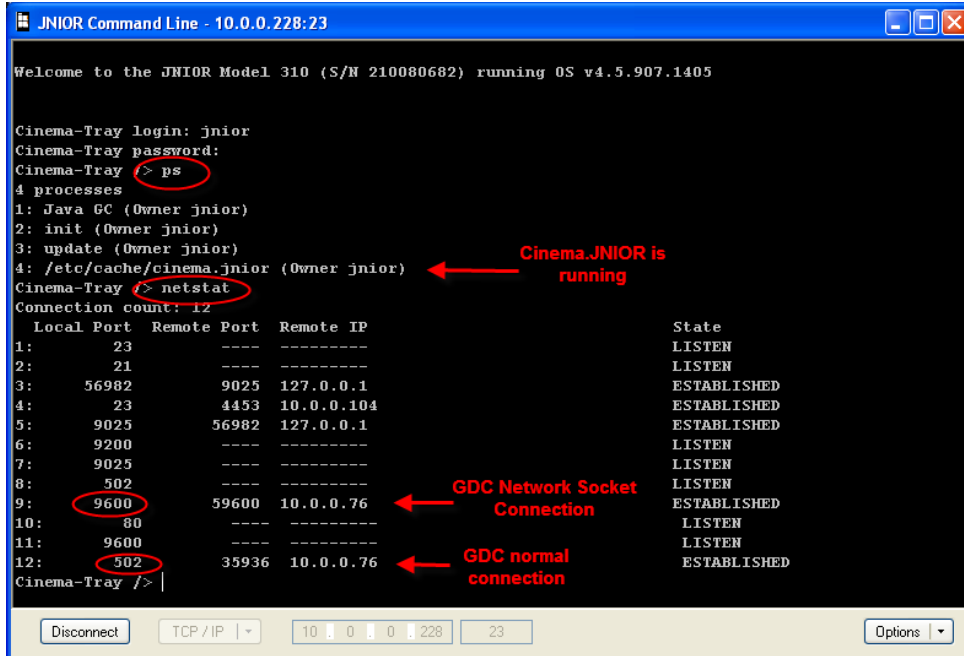 JNIOR Command Line - 10.0.0.228:23
Welcome to the JNIOR Model 310 (S/N 210080682) running OS v4.5.907.1405
Cinema-Tray login: jnior
Cinema-Tray password:
Cinema-Tray /> ps
4 processes
1: Java GC (Owner jnior)
2: init (Owner jnior)
3: update (Owner jnior)
4: /etc/cache/cinema.jnior (Owner jnior)
Cinema.JNIOR is
running
Cinema-Tray /> netstat
Connection count: 12
Local Port Remote Port Remote IP State
1: 23 ---- --------- LISTEN
2: 21 ---- --------- LISTEN
3: 56982 9025 127.0.0.1 ESTABLISHED
4: 23 4453 10.0.0.104 ESTABLISHED
5: 9025 56982 127.0.0.1 ESTABLISHED
6: 9200 ---- --------- LISTEN
7: 9025 ---- --------- LISTEN
8: 502 ---- --------- LISTEN
GDC Network Socket
Connection
9: 9600 59600 10.0.0.76 ESTABLISHED
10: 80 ---- --------- LISTEN
11: 9600 ---- --------- LISTEN
GDC normal
connection
12: 502 35936 10.0.0.76 ESTABLISHED
Cinema-Tray />
Disconnect TCP / IP 10 . 0 . 0 . 228 23 Options